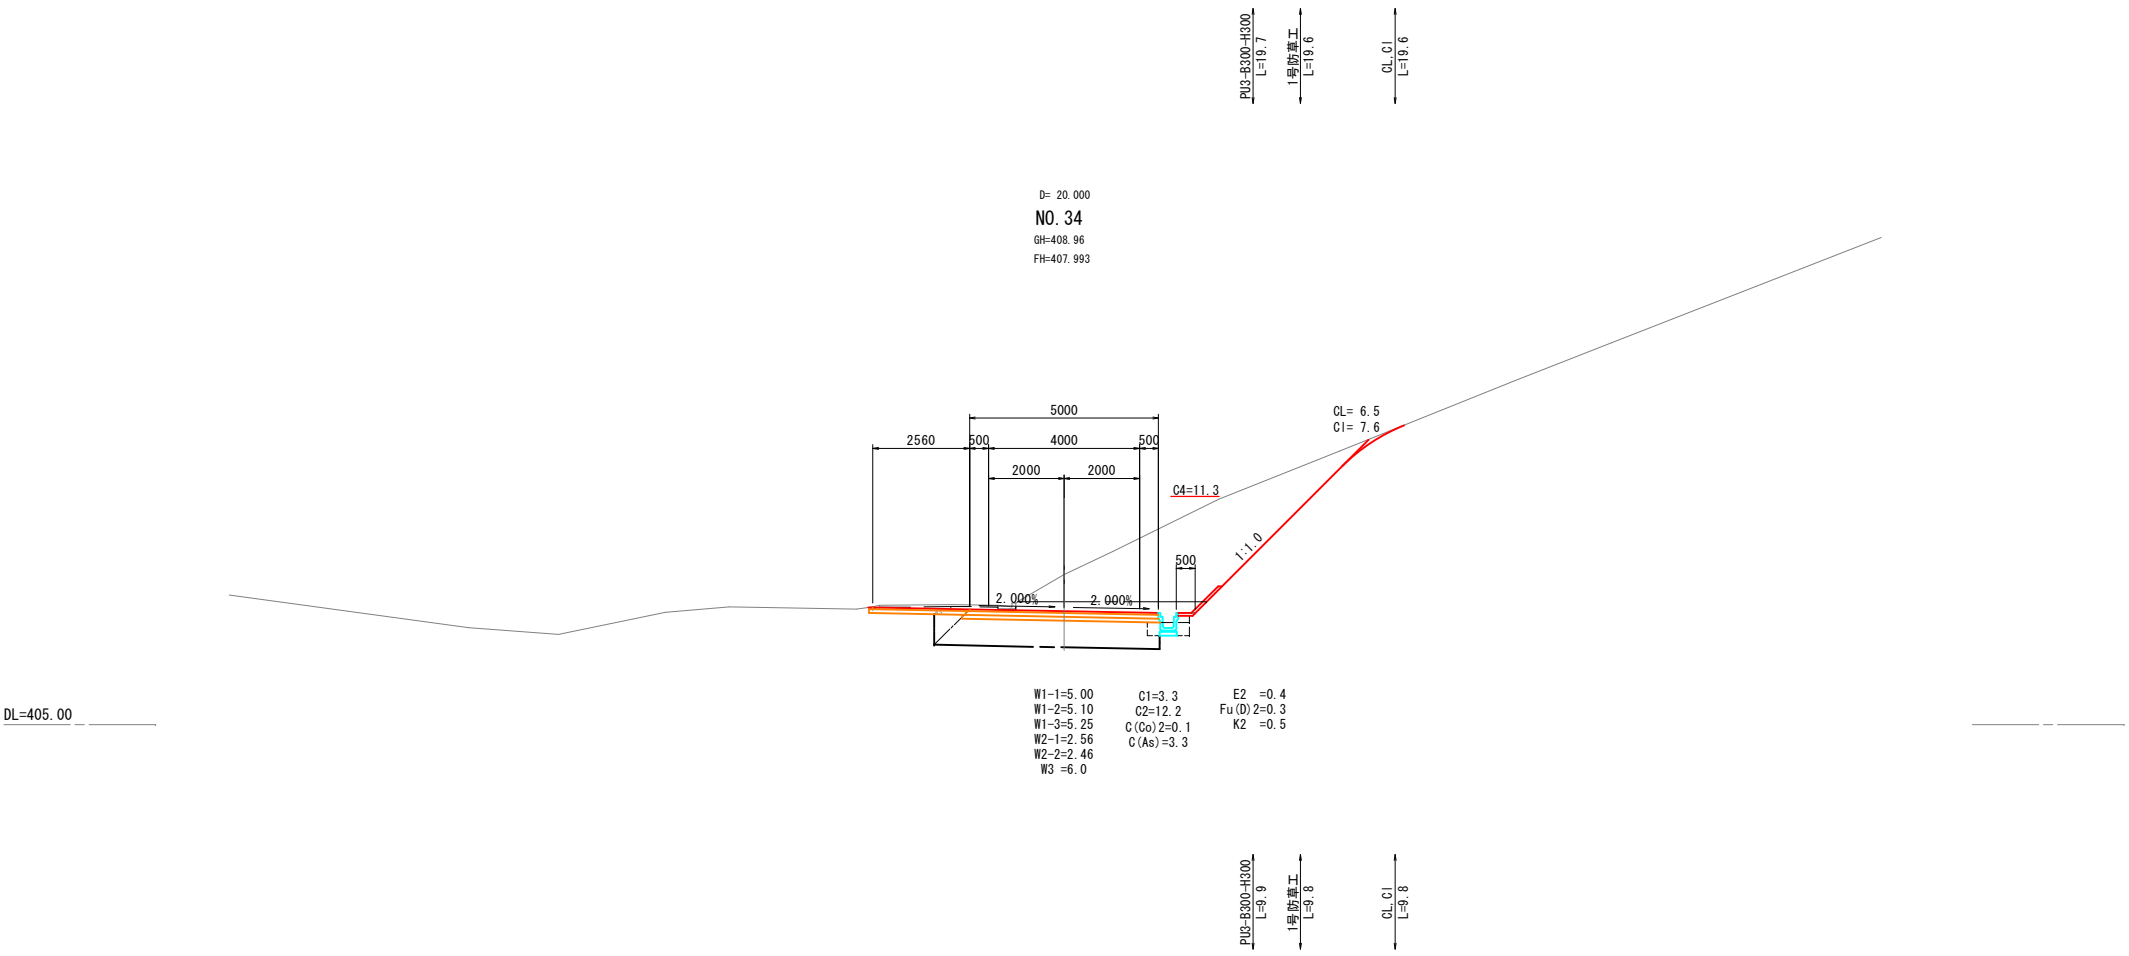 PU3-B300-H300
L=19.7
1号防草工
L=19.6
CL,Cl
L=19.6
D= 20.000
NO.34
GH=408.96
FH=407.993
5000
2560
500
4000
500
2000
2000
CL= 6.5
Cl= 7.6
C4=11.3
1:1.0
500
2.000%
2.000%
DL=405.00
W1-1=5.00
W1-2=5.10
W1-3=5.25
W2-1=2.56
W2-2=2.46
W3 =6.0
C1=3.3
C2=12.2
C(Co)2=0.1
C(As)=3.3
E2 =0.4
Fu(D)2=0.3
K2 =0.5
PU3-B300-H300
L=9.9
1号防草工
L=9.8
CL,Cl
L=9.8